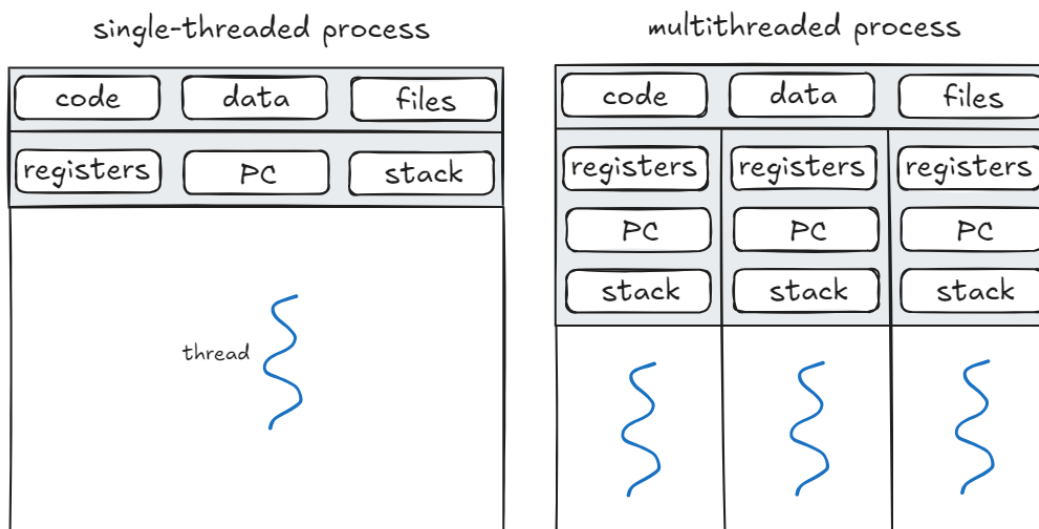 single-threaded process
code data files
registers PC stack
thread
multithreaded process
code data files
registers registers registers
PC PC PC
stack stack stack